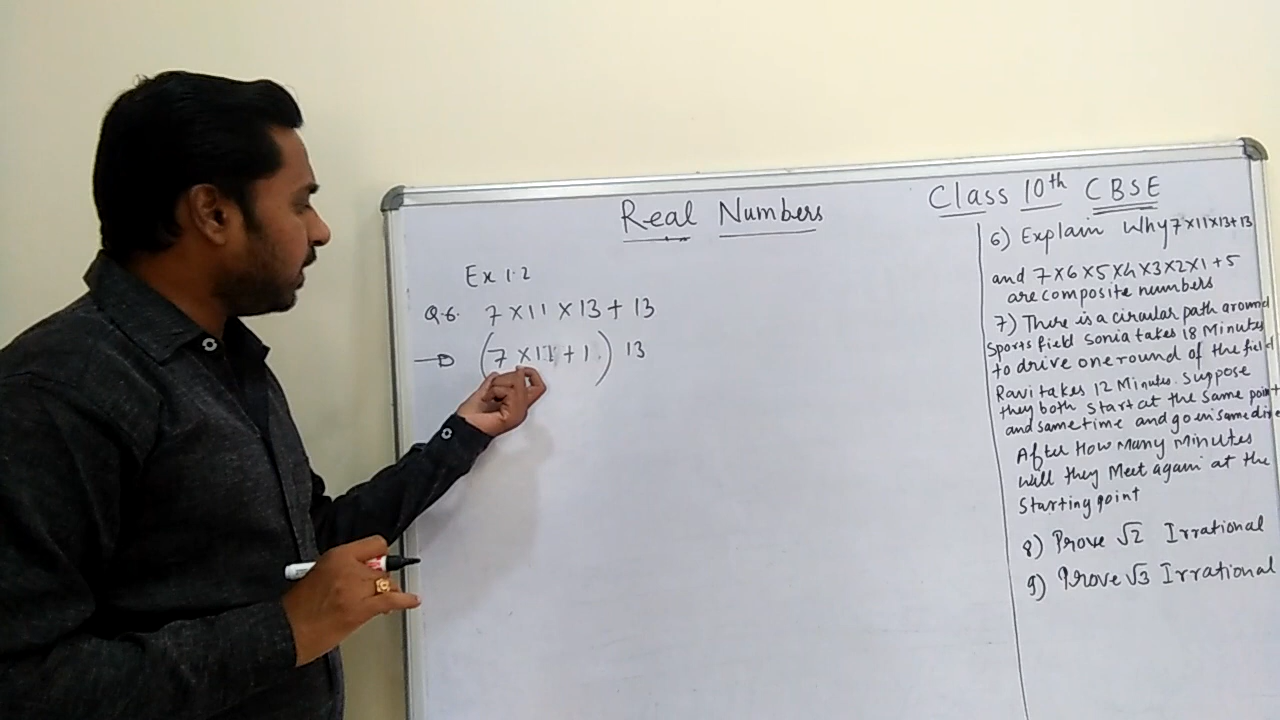 Real Numbers
Class 10th CBSE
Ex 1.2
Q.6. 7 × 11 × 13 + 13
(7 × 11 + 1) 13
6) Explain Why 7×11×13+13
and 7×6×5×4×3×2×1+5
are composite numbers
7) There is a circular path around
Sports field Sonia takes 18 Minutes
to drive one round of the field
Ravi takes 12 Minutes. Suppose
they both start at the same point
and same time and go in same dire
After How Many Minutes
will they Meet again at the
Starting point
8) Prove √2 Irrational
9) Prove √3 Irrational